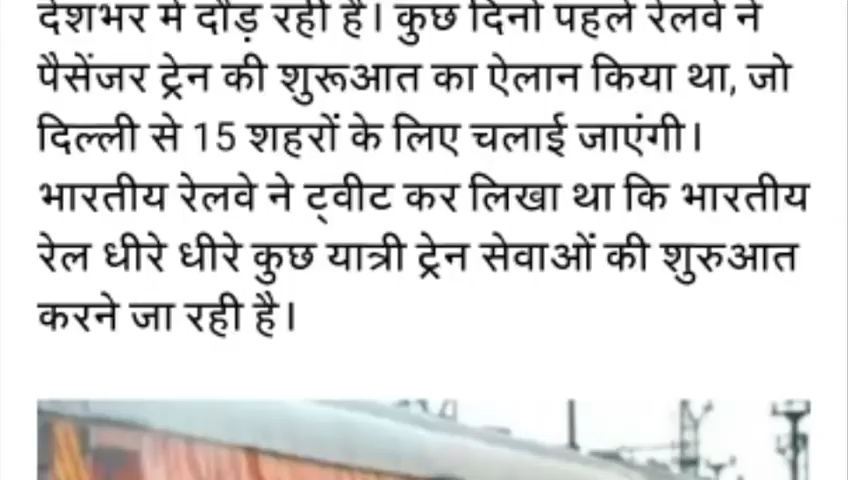 देशभर में दौड़ रही हैं। कुछ दिनों पहले रेलवे ने
पैसेंजर ट्रेन की शुरूआत का ऐलान किया था, जो
दिल्ली से 15 शहरों के लिए चलाई जाएंगी।
भारतीय रेलवे ने ट्वीट कर लिखा था कि भारतीय
रेल धीरे धीरे कुछ यात्री ट्रेन सेवाओं की शुरुआत
करने जा रही है।